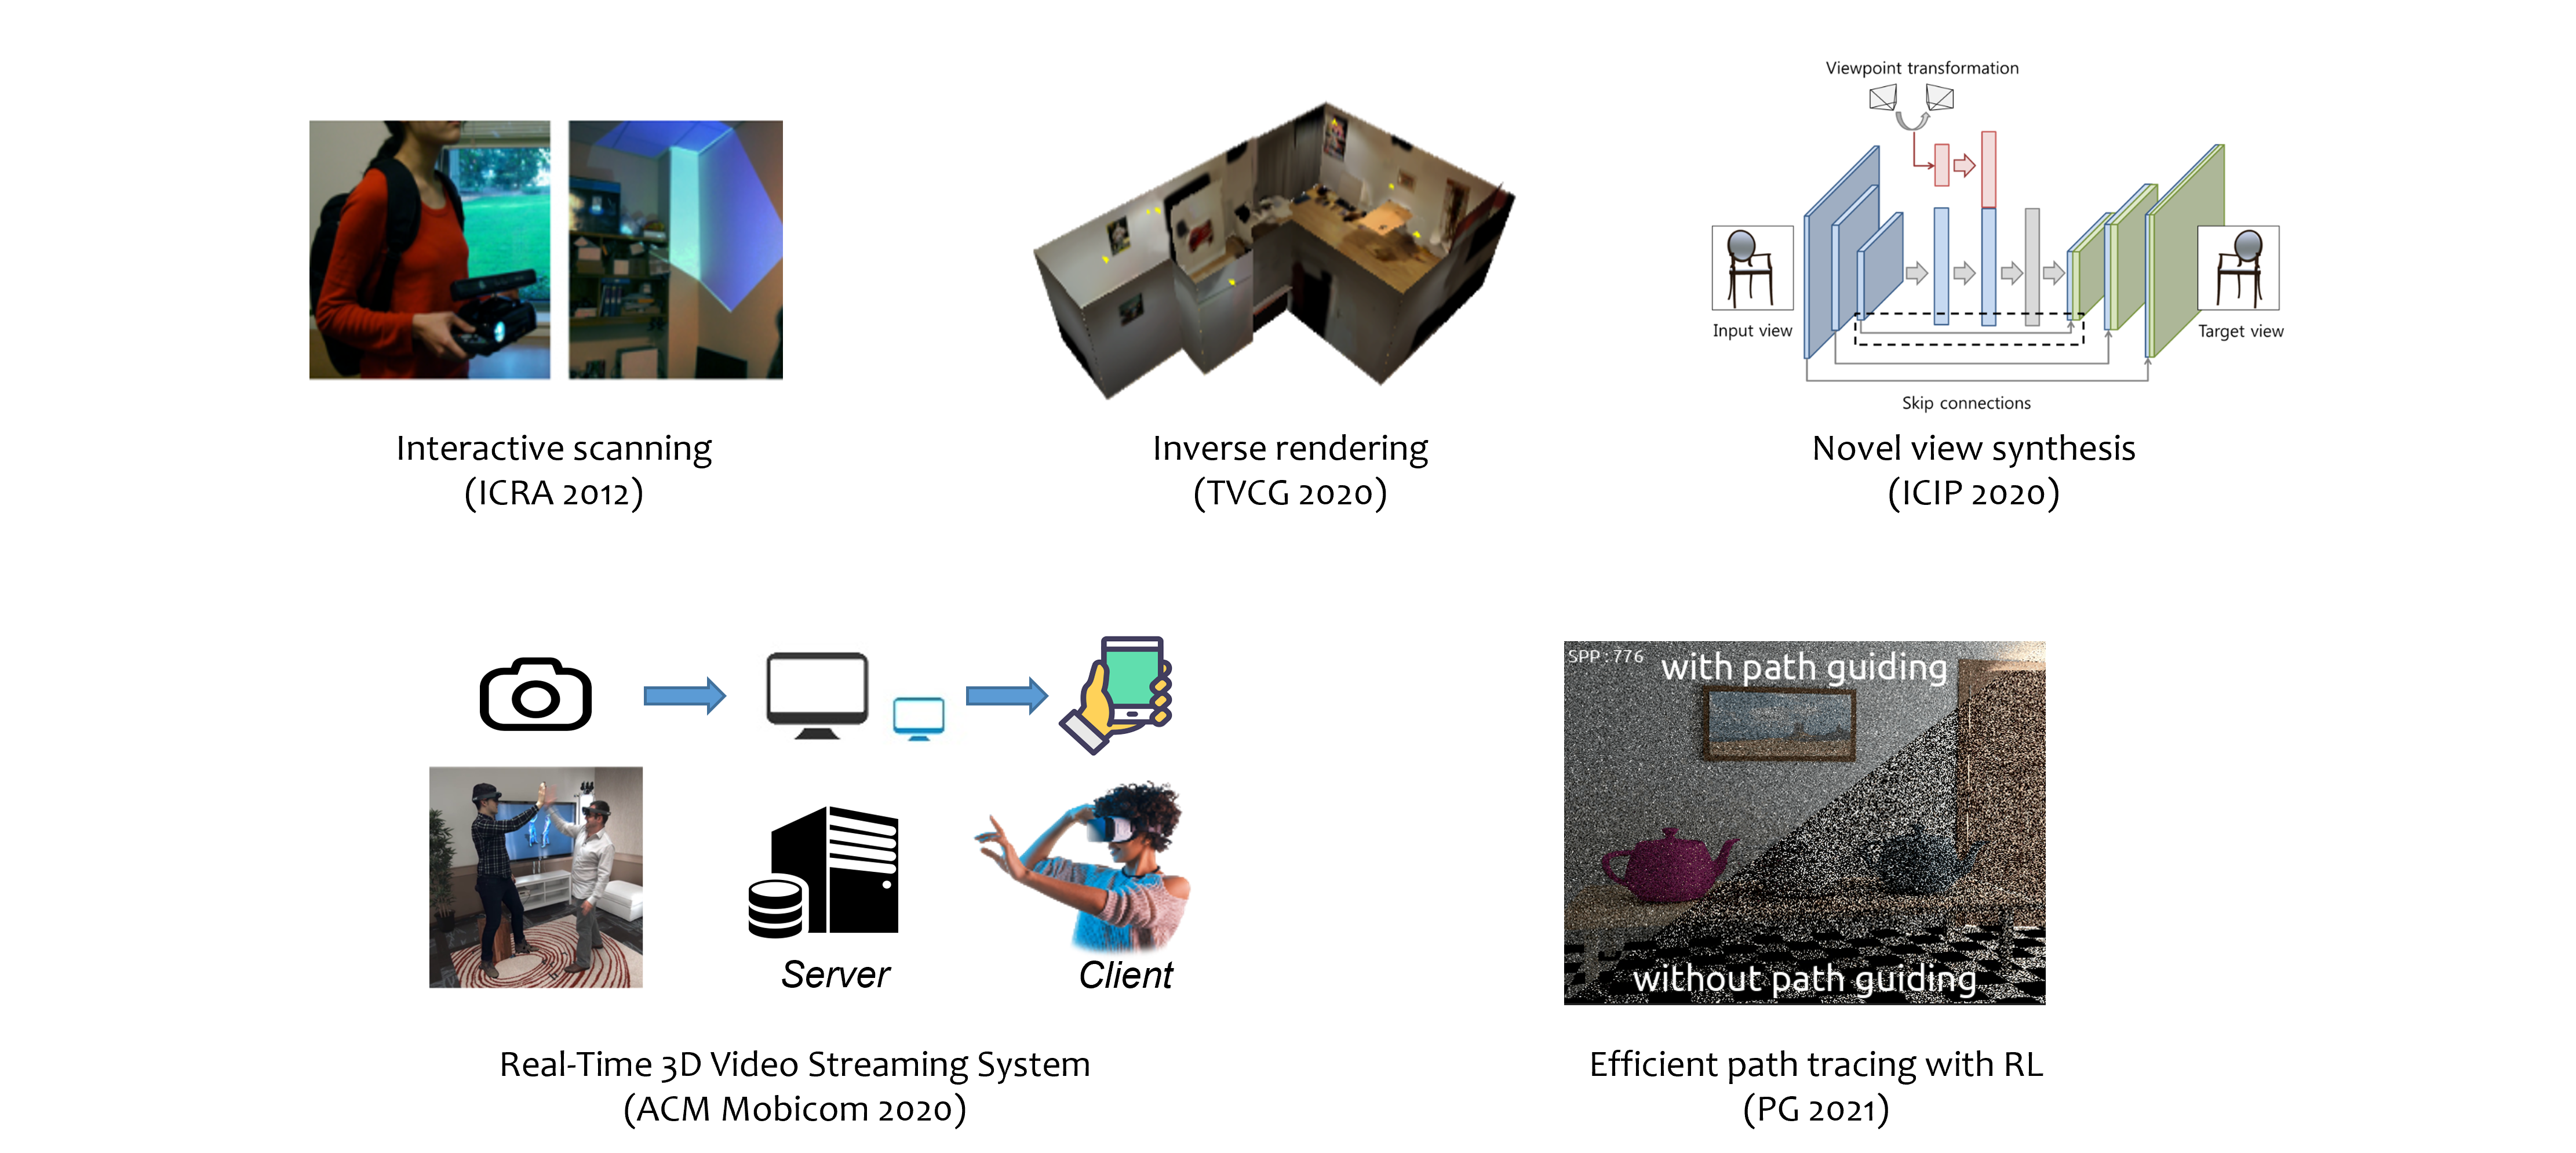 Viewpoint transformation
Input view
Target view
Skip connections
Interactive scanning
(ICRA 2012)
Inverse rendering
(TVCG 2020)
Novel view synthesis
(ICIP 2020)
Server
Client
Real-Time 3D Video Streaming System
(ACM Mobicom 2020)
SPP : 776
with path guiding
without path guiding
Efficient path tracing with RL
(PG 2021)